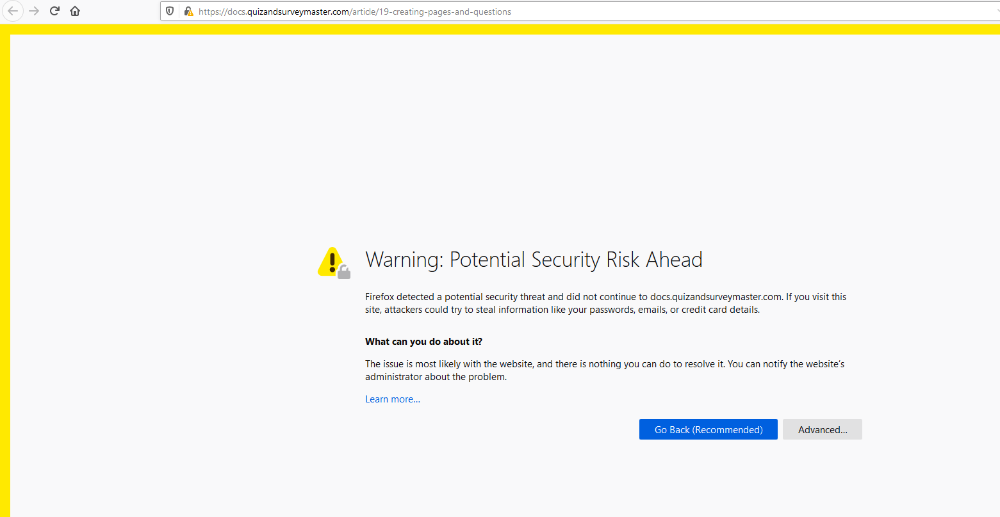 https://docs.quizandsurveymaster.com/article/19-creating-pages-and-questions
Warning: Potential Security Risk Ahead
Firefox detected a potential security threat and did not continue to docs.quizandsurveymaster.com. If you visit this
site, attackers could try to steal information like your passwords, emails, or credit card details.
What can you do about it?
The issue is most likely with the website, and there is nothing you can do to resolve it. You can notify the website’s
administrator about the problem.
Learn more…
Go Back (Recommended)
Advanced…